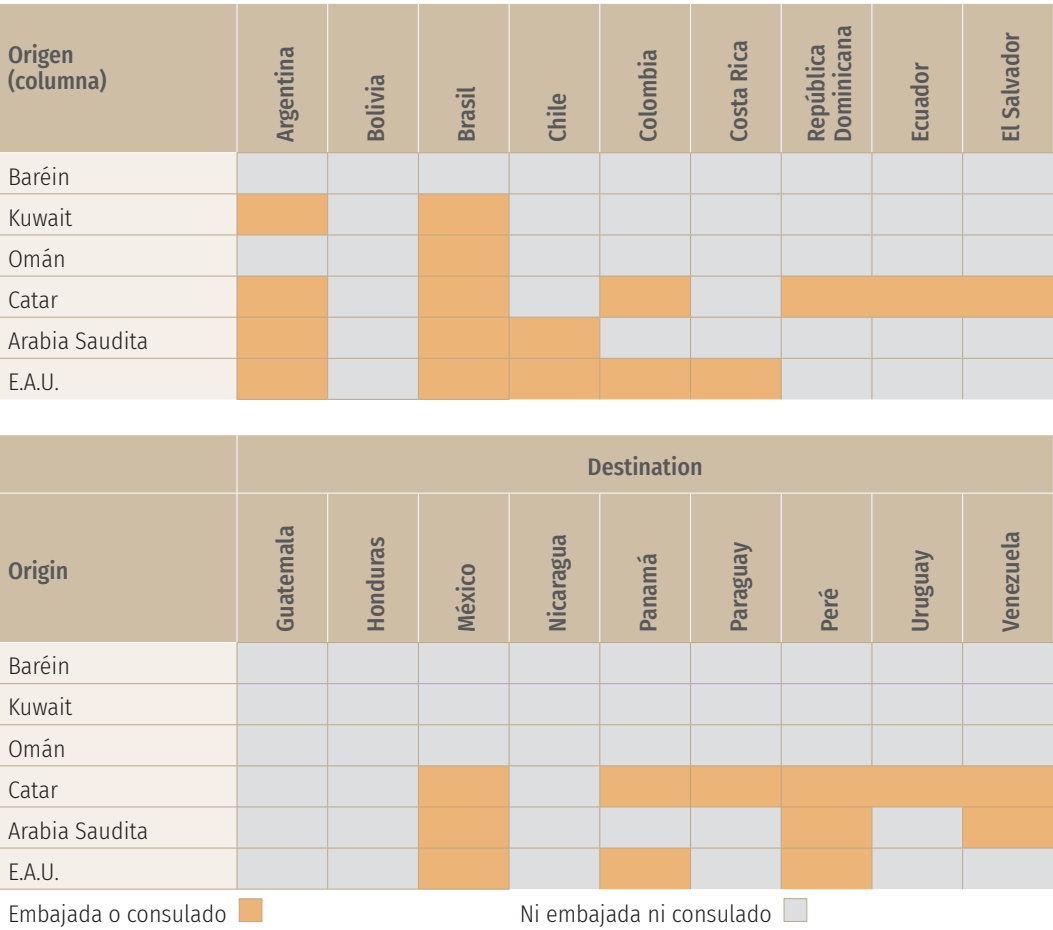 Origen
(columna)
Argentina
Bolivia
Brasil
Chile
Colombia
Costa Rica
República
Dominicana
Ecuador
El Salvador
Baréin
Kuwait
Omán
Catar
Arabia Saudita
E.A.U.
Destination
Origin
Guatemala
Honduras
México
Nicaragua
Panamá
Paraguay
Peré
Uruguay
Venezuela
Baréin
Kuwait
Omán
Catar
Arabia Saudita
E.A.U.
Embajada o consulado
Ni embajada ni consulado